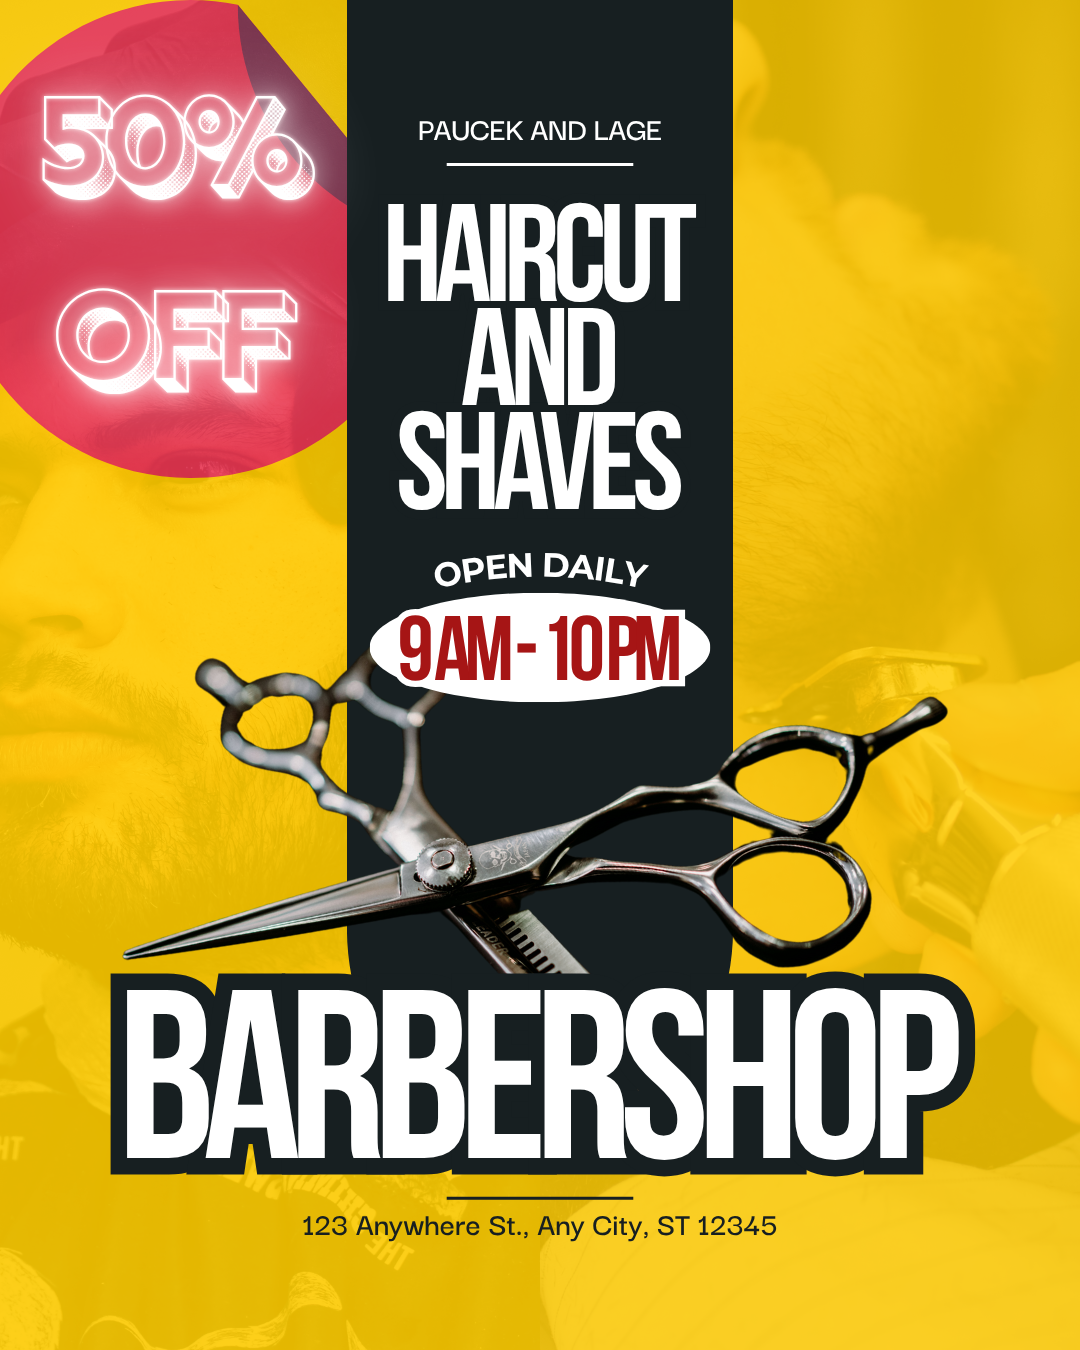 50%
OFF
PAUCEK AND LAGE
HAIRCUT
AND
SHAVES
OPEN DAILY
9AM - 10PM
BARBERSHOP
123 Anywhere St., Any City, ST 12345
THE